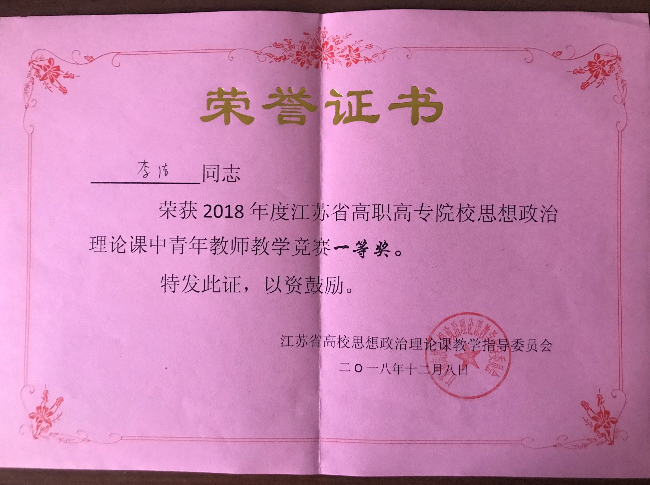 荣誉证书
李洁同志
荣获 2018 年度江苏省高职高专院校思想政治
理论课中青年教师教学竞赛一等奖。
特发此证，以资鼓励。
江苏省高校思想政治理论课教学指导委员会
二〇一八年十二月八日